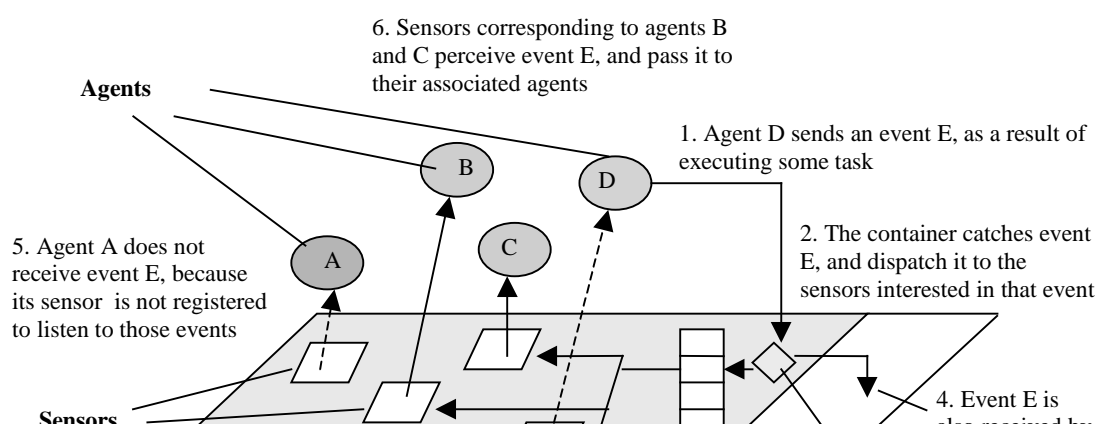 6. Sensors corresponding to agents B
and C perceive event E, and pass it to
their associated agents
Agents
1. Agent D sends an event E, as a result of
executing some task
B
D
2. The container catches event
E, and dispatch it to the
sensors interested in that event
5. Agent A does not
receive event E, because
its sensor is not registered
to listen to those events
C
A
4. Event E is
also received by
Sensors